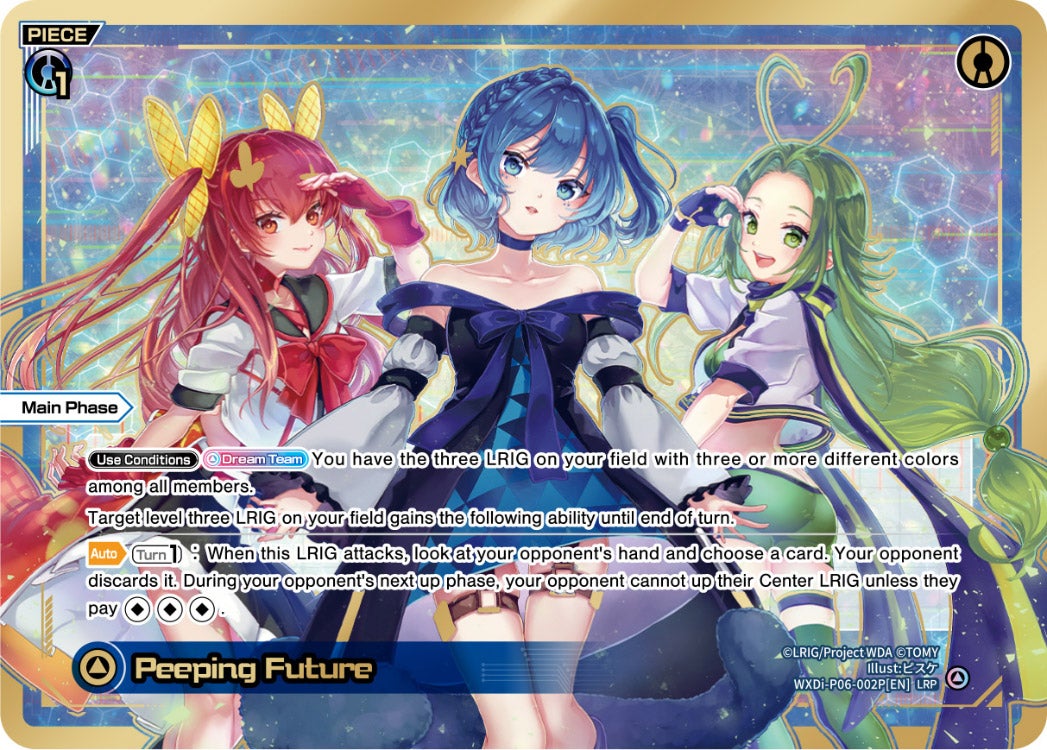 PIECE
1
Main Phase
Use Conditions Dream Team You have the three LRIG on your field with three or more different colors
among all members.
Target level three LRIG on your field gains the following ability until end of turn.
Auto Turn 1 : When this LRIG attacks, look at your opponent's hand and choose a card. Your opponent
discards it. During your opponent's next up phase, your opponent cannot up their Center LRIG unless they
pay ◆ ◆ ◆ .
Peeping Future
©LRIG/Project WDA ©TOMY
Illust:ビスケ
WXDi-P06-002P[EN] LRP